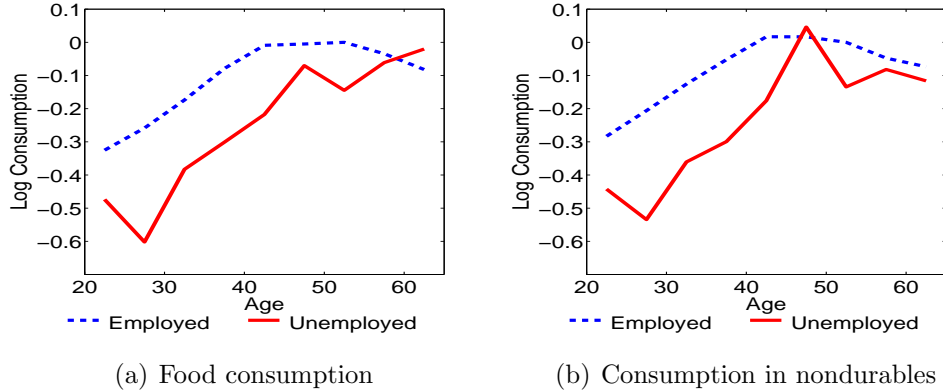 0.1
0
−0.1
−0.2
−0.3
−0.4
−0.5
−0.6
Log Consumption
20 30 40 50 60
Age
Employed Unemployed
(a) Food consumption
0.1
0
−0.1
−0.2
−0.3
−0.4
−0.5
−0.6
Log Consumption
20 30 40 50 60
Age
Employed Unemployed
(b) Consumption in nondurables